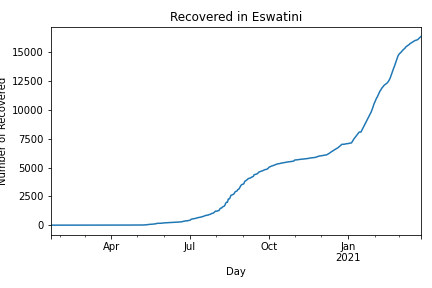 Recovered in Eswatini
Number of Recovered
15000
12500
10000
7500
5000
2500
0
Apr
Jul
Oct
Jan
2021
Day